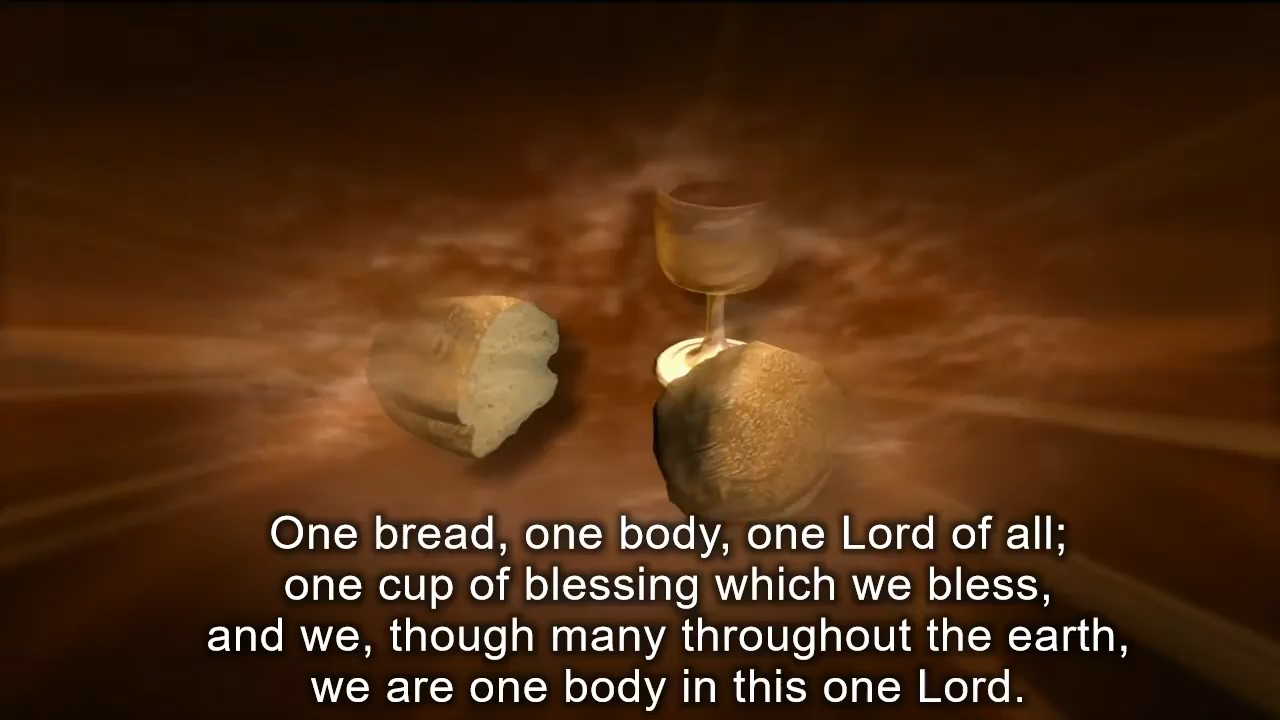 One bread, one body, one Lord of all;
one cup of blessing which we bless,
and we, though many throughout the earth,
we are one body in this one Lord.